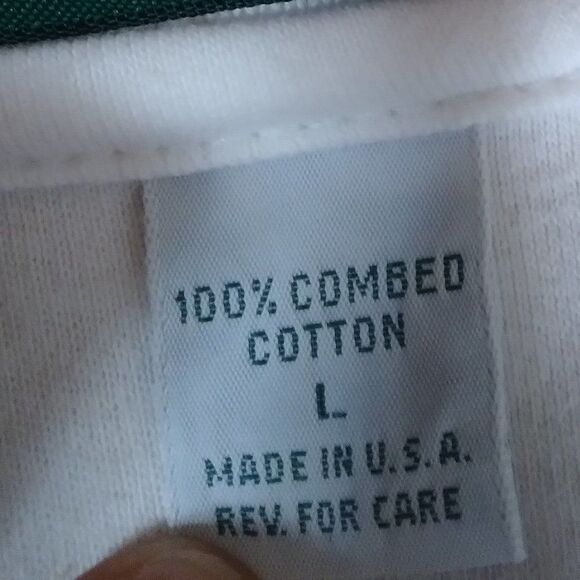 100% COMBED
COTTON
L
MADE IN U.S.A.
REV. FOR CARE